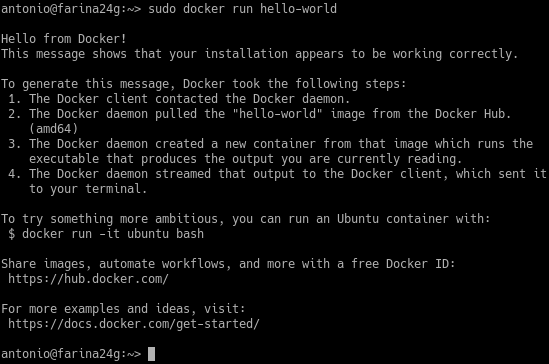 antonio@farina24g:~> sudo docker run hello-world

Hello from Docker!
This message shows that your installation appears to be working correctly.

To generate this message, Docker took the following steps:
 1. The Docker client contacted the Docker daemon.
 2. The Docker daemon pulled the "hello-world" image from the Docker Hub.
    (amd64)
 3. The Docker daemon created a new container from that image which runs the
    executable that produces the output you are currently reading.
 4. The Docker daemon streamed that output to the Docker client, which sent it
    to your terminal.

To try something more ambitious, you can run an Ubuntu container with:
 $ docker run -it ubuntu bash

Share images, automate workflows, and more with a free Docker ID:
 https://hub.docker.com/

For more examples and ideas, visit:
 https://docs.docker.com/get-started/

antonio@farina24g:~>